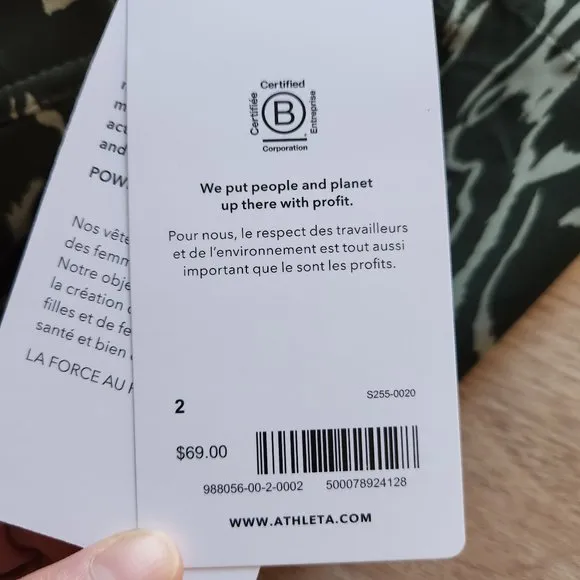 act
and
POW
Nos vête
des femm
Notre obje
la création
filles et de fe
santé et bien
LA FORCE AU
Certified
Certifiée
B
Entreprise
Corporation
We put people and planet
up there with profit.
Pour nous, le respect des travailleurs
et de l'environnement est tout aussi
important que le sont les profits.
S255-0020
2
$69.00
988056-00-2-0002 500078924128
WWW.ATHLETA.COM